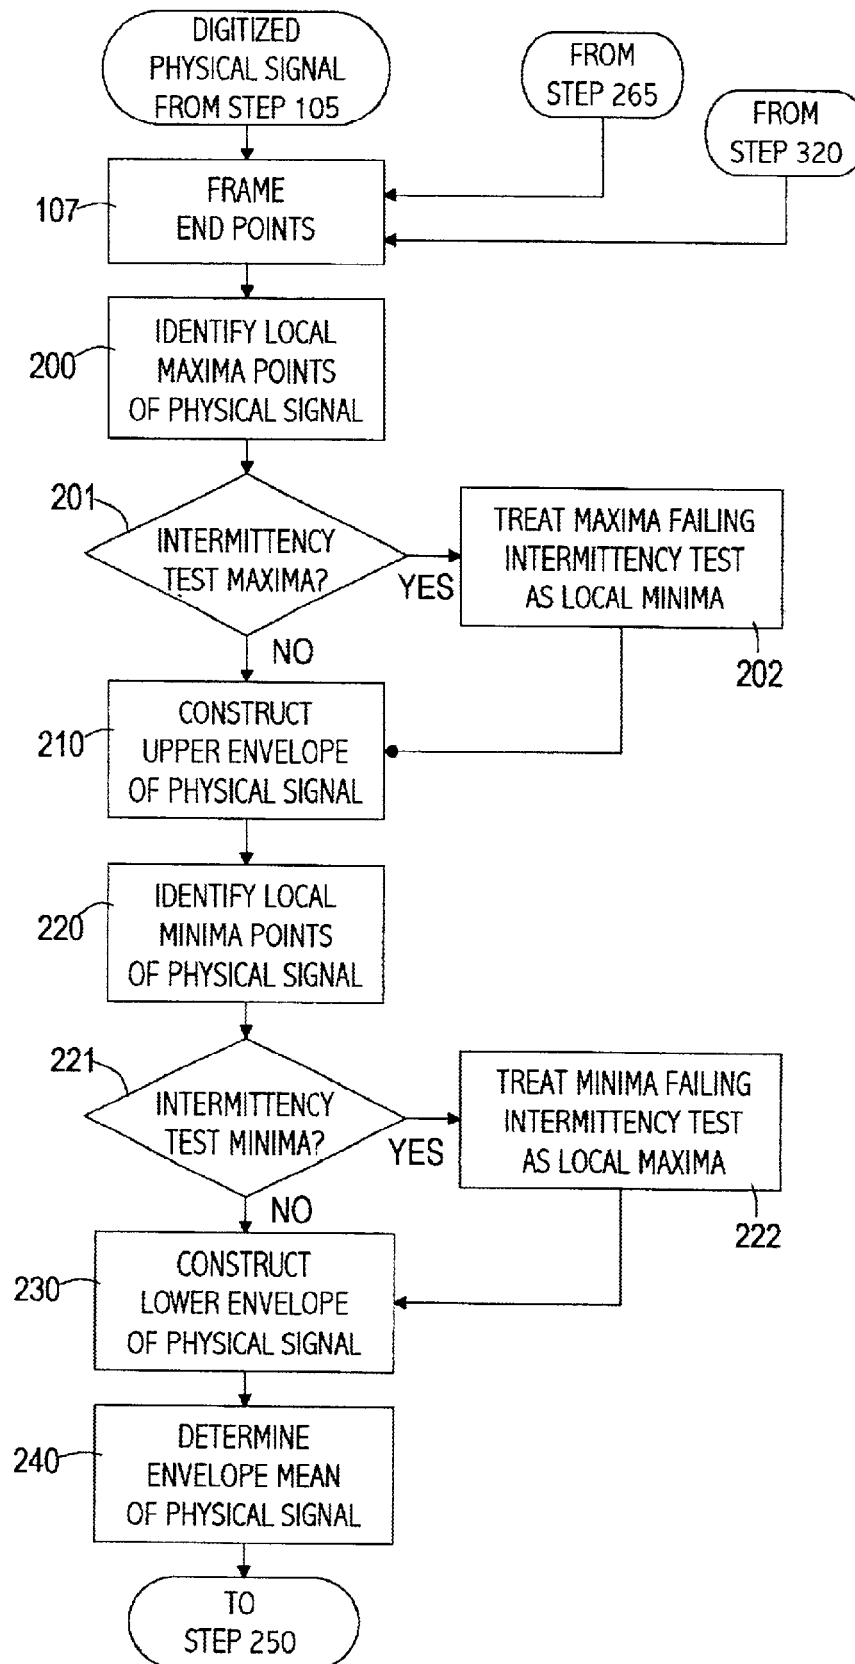 DIGITIZED
PHYSICAL SIGNAL
FROM STEP 105
FROM
STEP 265
FROM
STEP 320
107
FRAME
END POINTS
200
IDENTIFY LOCAL
MAXIMA POINTS
OF PHYSICAL SIGNAL
201
INTERMITTENCY
TEST MAXIMA?
YES
TREAT MAXIMA FAILING
INTERMITTENCY TEST
AS LOCAL MINIMA
202
NO
210
CONSTRUCT
UPPER ENVELOPE
OF PHYSICAL SIGNAL
220
IDENTIFY LOCAL
MINIMA POINTS
OF PHYSICAL SIGNAL
221
INTERMITTENCY
TEST MINIMA?
YES
TREAT MINIMA FAILING
INTERMITTENCY TEST
AS LOCAL MAXIMA
222
NO
230
CONSTRUCT
LOWER ENVELOPE
OF PHYSICAL SIGNAL
240
DETERMINE
ENVELOPE MEAN
OF PHYSICAL SIGNAL
TO
STEP 250